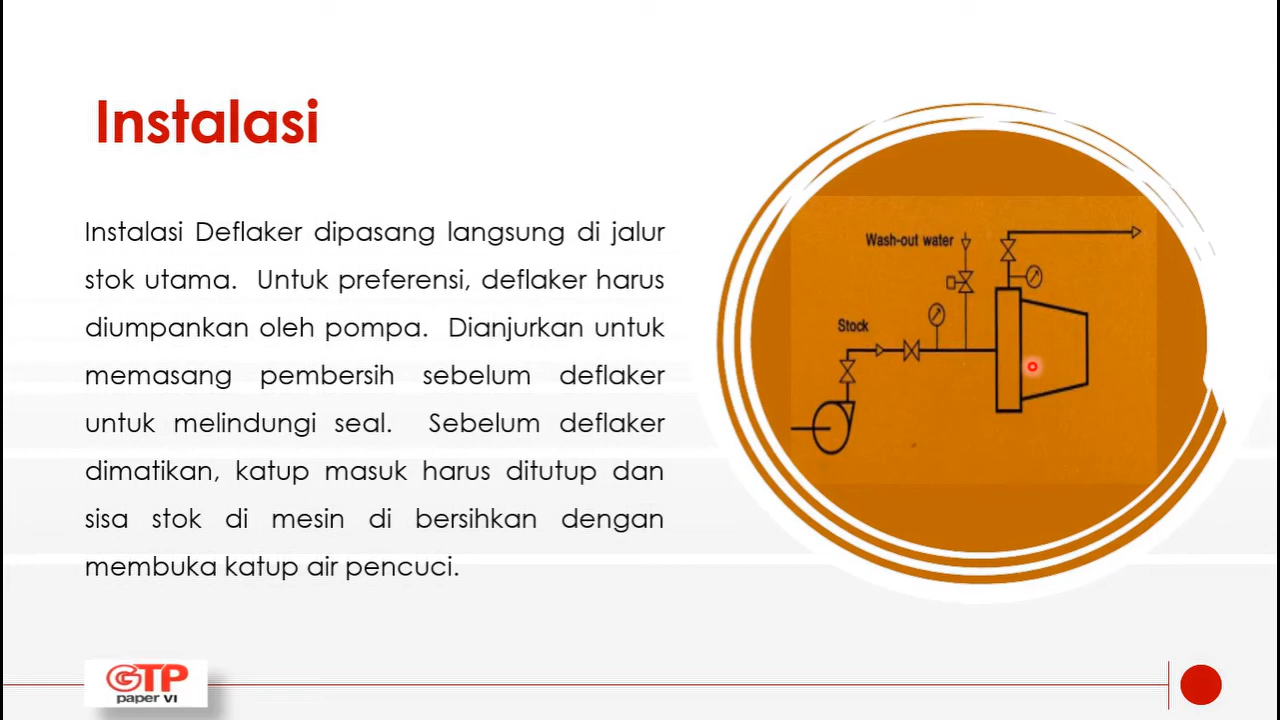 Instalasi
Instalasi Deflaker dipasang langsung di jalur
stok utama.  Untuk preferensi, deflaker harus
diumpankan oleh pompa.  Dianjurkan untuk
memasang pembersih sebelum deflaker
untuk melindungi seal.  Sebelum deflaker
dimatikan, katup masuk harus ditutup dan
sisa stok di mesin di bersihkan dengan
membuka katup air pencuci.
Wash-out water
Stock
GTP
paper VI